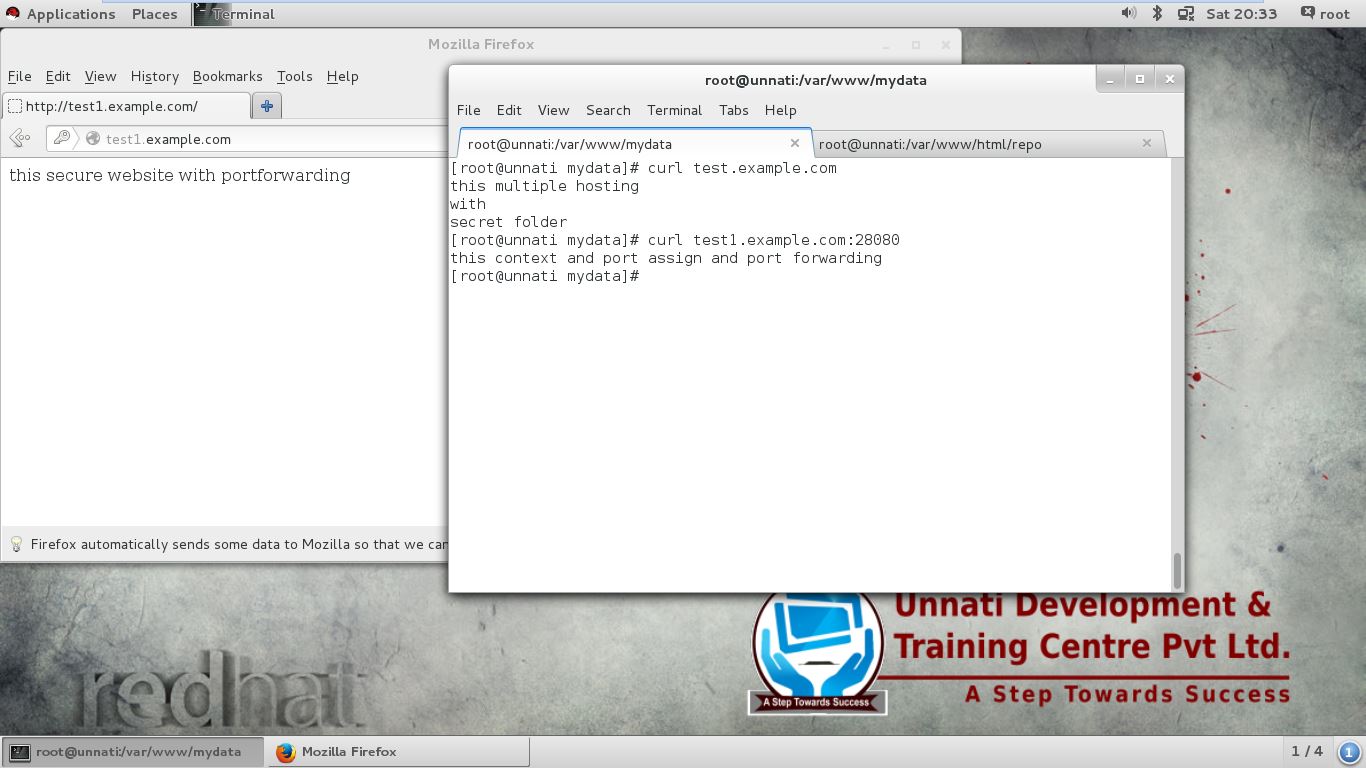 Applications Places Terminal Sat 20:33 root
Mozilla Firefox
File Edit View History Bookmarks Tools Help
http://test1.example.com/
test1.example.com
this secure website with portforwarding
Firefox automatically sends some data to Mozilla so that we can
root@unnati:/var/www/mydata
File Edit View Search Terminal Tabs Help
root@unnati:/var/www/mydata root@unnati:/var/www/html/repo
[root@unnati mydata]# curl test.example.com
this multiple hosting
with
secret folder
[root@unnati mydata]# curl test1.example.com:28080
this context and port assign and port forwarding
[root@unnati mydata]#
Unnati Development &
Training Centre Pvt Ltd.
A Step Towards Success
A Step Towards Success
redhat
root@unnati:/var/www/mydata Mozilla Firefox 1 / 4 1